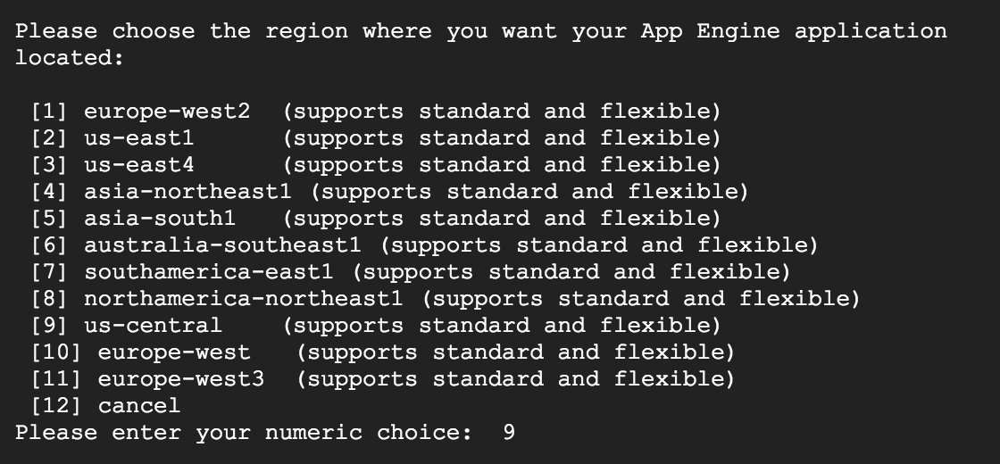 Please choose the region where you want your App Engine application
located:

 [1] europe-west2  (supports standard and flexible)
 [2] us-east1      (supports standard and flexible)
 [3] us-east4      (supports standard and flexible)
 [4] asia-northeast1 (supports standard and flexible)
 [5] asia-south1   (supports standard and flexible)
 [6] australia-southeast1 (supports standard and flexible)
 [7] southamerica-east1 (supports standard and flexible)
 [8] northamerica-northeast1 (supports standard and flexible)
 [9] us-central    (supports standard and flexible)
 [10] europe-west   (supports standard and flexible)
 [11] europe-west3  (supports standard and flexible)
 [12] cancel
Please enter your numeric choice:  9